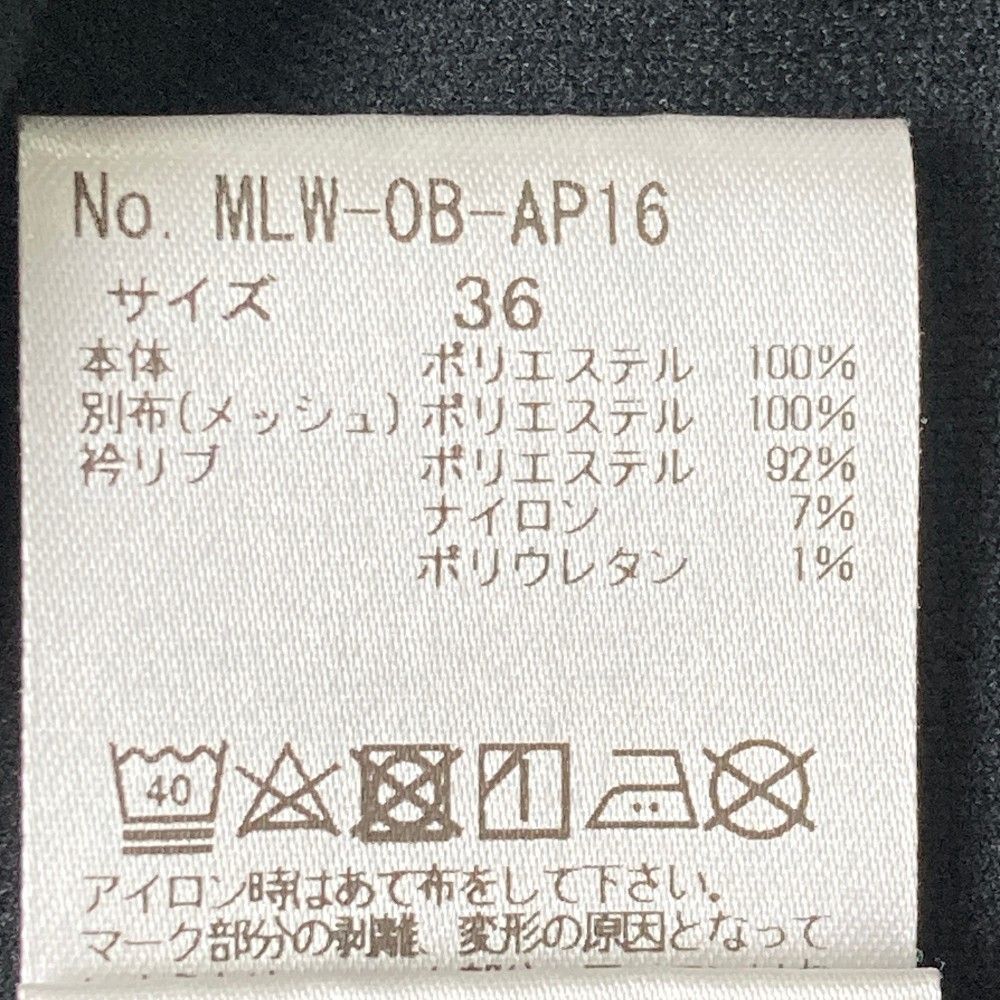 No. MLW-OB-AP16
サイズ 36
本体 ポリエステル 100%
別布(メッシュ) ポリエステル 100%
衿リブ ポリエステル 92%
ナイロン 7%
ポリウレタン 1%
40
アイロン時はあて布をして下さい。
マーク部分の剥離、変形の原因となって